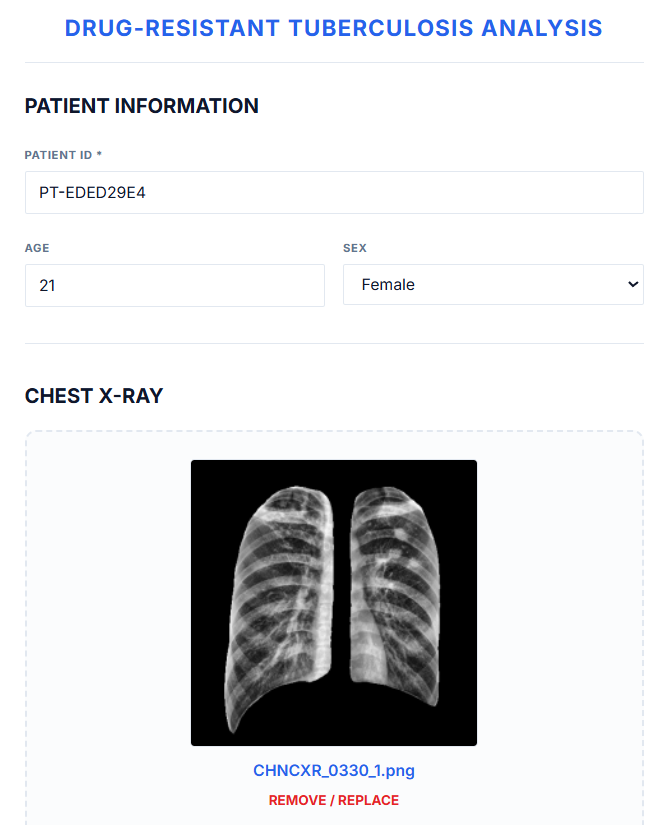 DRUG-RESISTANT TUBERCULOSIS ANALYSIS
PATIENT INFORMATION
PATIENT ID *
PT-EDED29E4
AGE
SEX
21
Female
CHEST X-RAY
CHNCXR_0330_1.png
REMOVE / REPLACE